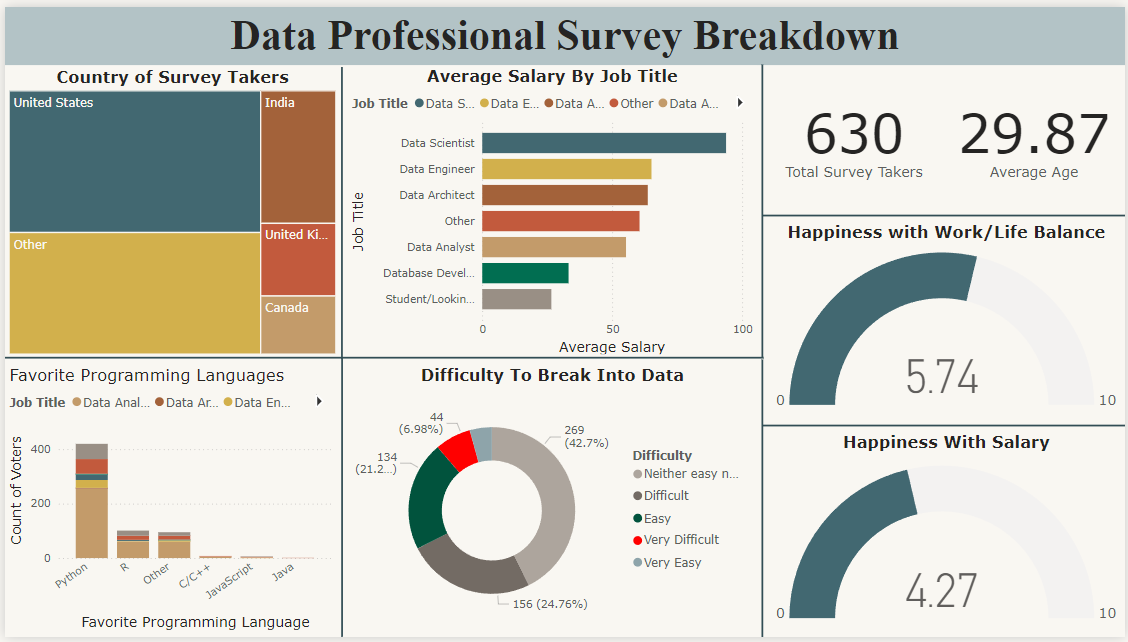 Data Professional Survey Breakdown
Country of Survey Takers
United States
India
Other
United Ki...
Canada
Average Salary By Job Title
Job Title Data S... Data E... Data A... Other Data A...
Job Title
Data Scientist
Data Engineer
Data Architect
Other
Data Analyst
Database Devel...
Student/Lookin...
0 50 100
Average Salary
630
Total Survey Takers
29.87
Average Age
Happiness with Work/Life Balance
5.74
0 10
Favorite Programming Languages
Job Title Data Anal... Data Ar... Data En...
Count of Voters
400
200
0
Python R Other C/C++ JavaScript Java
Favorite Programming Language
Difficulty To Break Into Data
44
(6.98%)
269
(42.7%)
134
(21.2...)
156 (24.76%)
Difficulty
Neither easy n...
Difficult
Easy
Very Difficult
Very Easy
Happiness With Salary
4.27
0 10